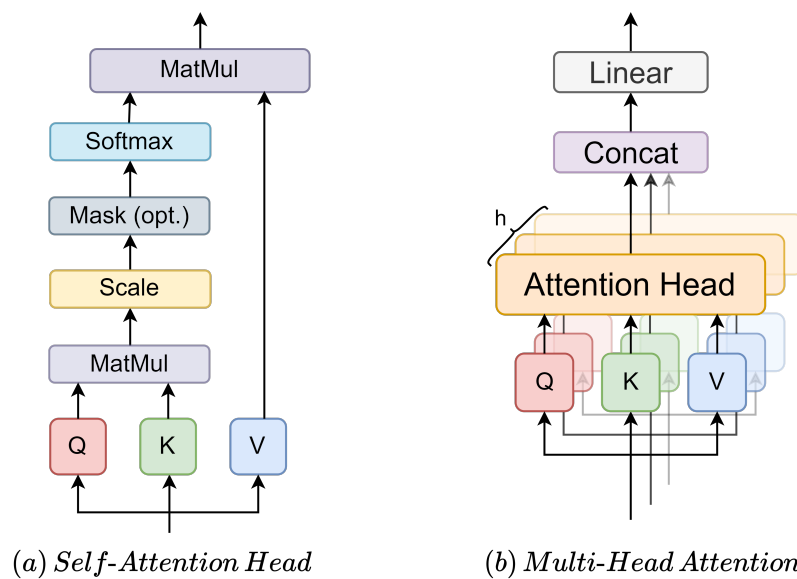 MatMul
Softmax
Mask (opt.)
Scale
MatMul
Q K V
(a) Self-Attention Head
Linear
Concat
h
Attention Head
Q K V
(b) Multi-Head Attention